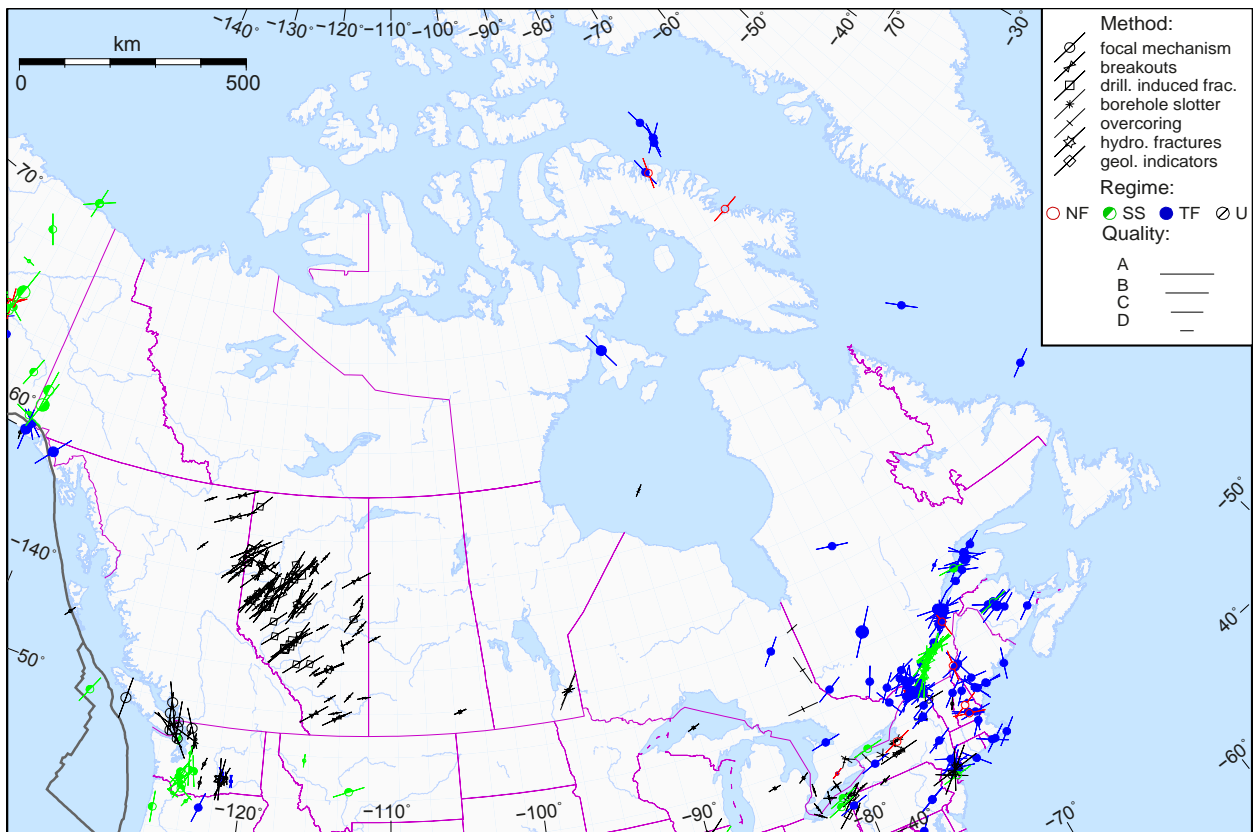 −140° −130° −120° −110° −100° −90° −80° −70° −60° −50° −40° −30°
70
km
0 500
−70°
60°
−140°
−50°
−120° −110° −100° −90° −80° −40° −70°
−50°
40°
−60°
Method:
focal mechanism
breakouts
drill. induced frac.
borehole slotter
overcoring
hydro. fractures
geol. indicators
Regime:
NF SS TF U
Quality:
A
B
C
D